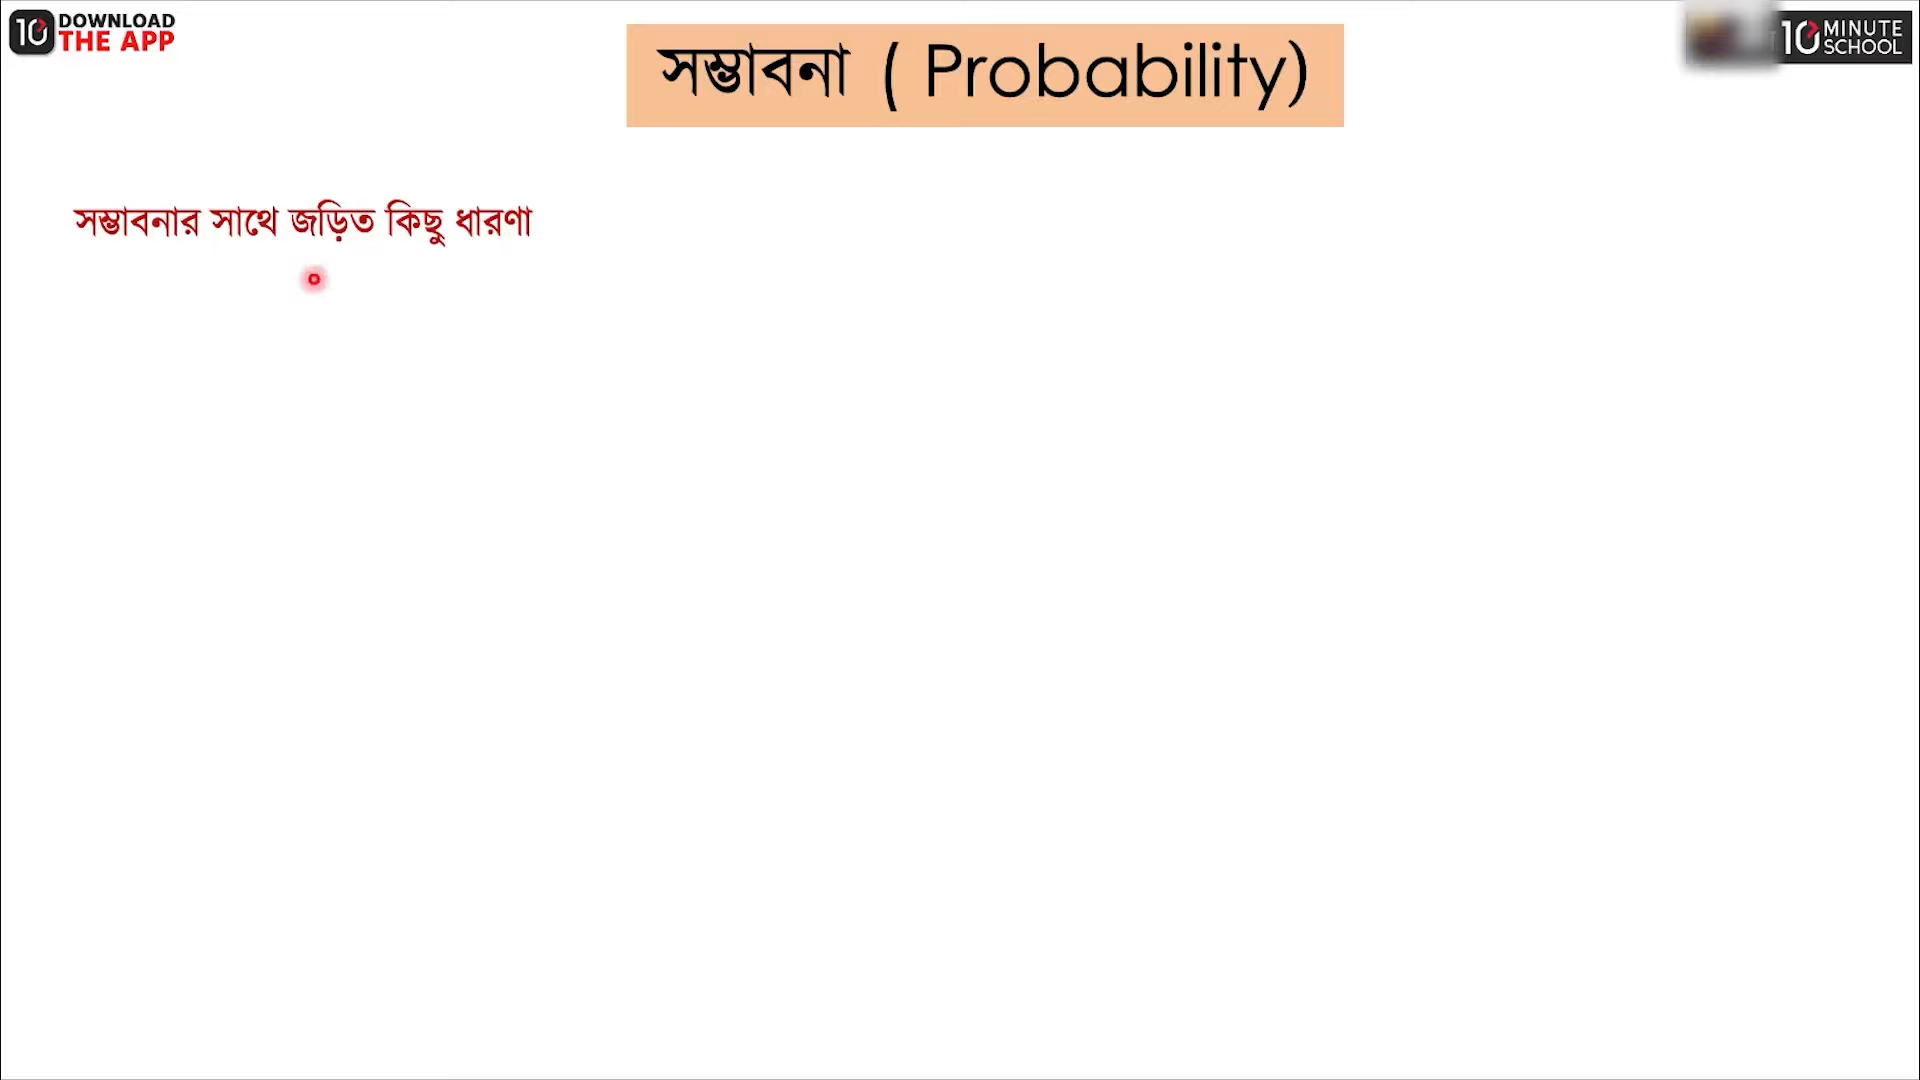 10 DOWNLOAD
THE APP
সম্ভাবনা ( Probability)
10 MINUTE
SCHOOL
সম্ভাবনার সাথে জড়িত কিছু ধারণা